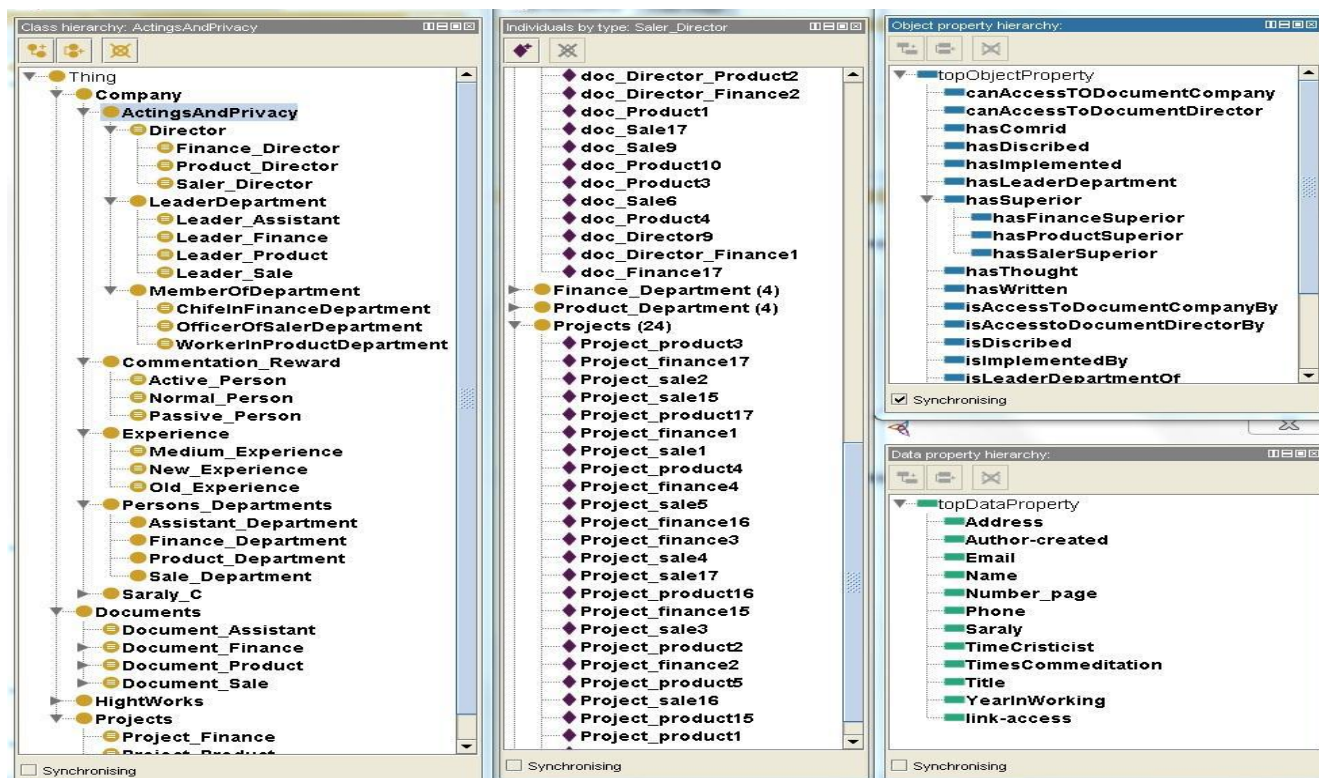 Class hierarchy: ActingsAndPrivacy
Thing
Company
ActingsAndPrivacy
Director
Finance_Director
Product_Director
Saler_Director
LeaderDepartment
Leader_Assistant
Leader_Finance
Leader_Product
Leader_Sale
MemberOfDepartment
ChifeInFinanceDepartment
OfficerOfSalerDepartment
WorkerInProductDepartment
Commentation_Reward
Active_Person
Normal_Person
Passive_Person
Experience
Medium_Experience
New_Experience
Old_Experience
Persons_Departments
Assistant_Department
Finance_Department
Product_Department
Sale_Department
Saraly_C
Documents
Document_Assistant
Document_Finance
Document_Product
Document_Sale
HightWorks
Projects
Project_Finance
Project_Product
Synchronising
Individuals by type: Saler_Director
doc_Director_Product2
doc_Director_Finance2
doc_Product1
doc_Sale17
doc_Sale9
doc_Product10
doc_Product3
doc_Sale6
doc_Product4
doc_Director9
doc_Director_Finance1
doc_Finance17
Finance_Department (4)
Product_Department (4)
Projects (24)
Project_product3
Project_finance17
Project_sale2
Project_sale15
Project_product17
Project_finance1
Project_sale1
Project_product4
Project_finance4
Project_sale5
Project_finance16
Project_finance3
Project_sale4
Project_sale17
Project_product16
Project_finance15
Project_sale3
Project_product2
Project_finance2
Project_product5
Project_sale16
Project_product15
Project_product1
Synchronising
Object property hierarchy:
topObjectProperty
canAccessTODocumentCompany
canAccessToDocumentDirector
hasComrid
hasDiscribed
hasImplemented
hasLeaderDepartment
hasSuperior
hasFinanceSuperior
hasProductSuperior
hasSalerSuperior
hasThought
hasWritten
isAccessToDocumentCompanyBy
isAccesstoDocumentDirectorBy
isDiscribed
isImplementedBy
isLeaderDepartmentOf
Synchronising
Data property hierarchy:
topDataProperty
Address
Author-created
Email
Name
Number_page
Phone
Saraly
TimeCristicist
TimesCommeditation
Title
YearInWorking
link-access
Synchronising